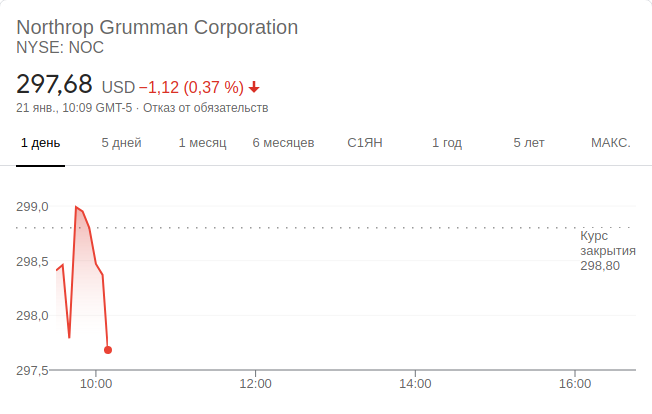 Northrop Grumman Corporation
NYSE: NOC
297,68 USD −1,12 (0,37 %)
21 янв., 10:09 GMT-5 · Отказ от обязательств
1 день 5 дней 1 месяц 6 месяцев С1ЯН 1 год 5 лет МАКС.
299,0
Курс
закрытия
298,80
298,5
298,0
297,5
10:00 12:00 14:00 16:00